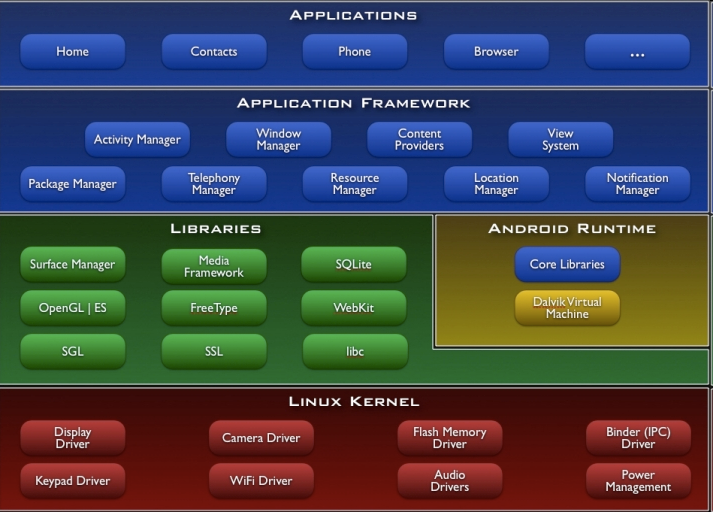 APPLICATIONS
Home
Contacts
Phone
Browser
...
APPLICATION FRAMEWORK
Activity Manager
Window
Manager
Content
Providers
View
System
Package Manager
Telephony
Manager
Resource
Manager
Location
Manager
Notification
Manager
LIBRARIES
Surface Manager
Media
Framework
SQLite
OpenGL | ES
FreeType
WebKit
SGL
SSL
libc
ANDROID RUNTIME
Core Libraries
Dalvik Virtual
Machine
LINUX KERNEL
Display
Driver
Camera Driver
Flash Memory
Driver
Binder (IPC)
Driver
Keypad Driver
WiFi Driver
Audio
Drivers
Power
Management